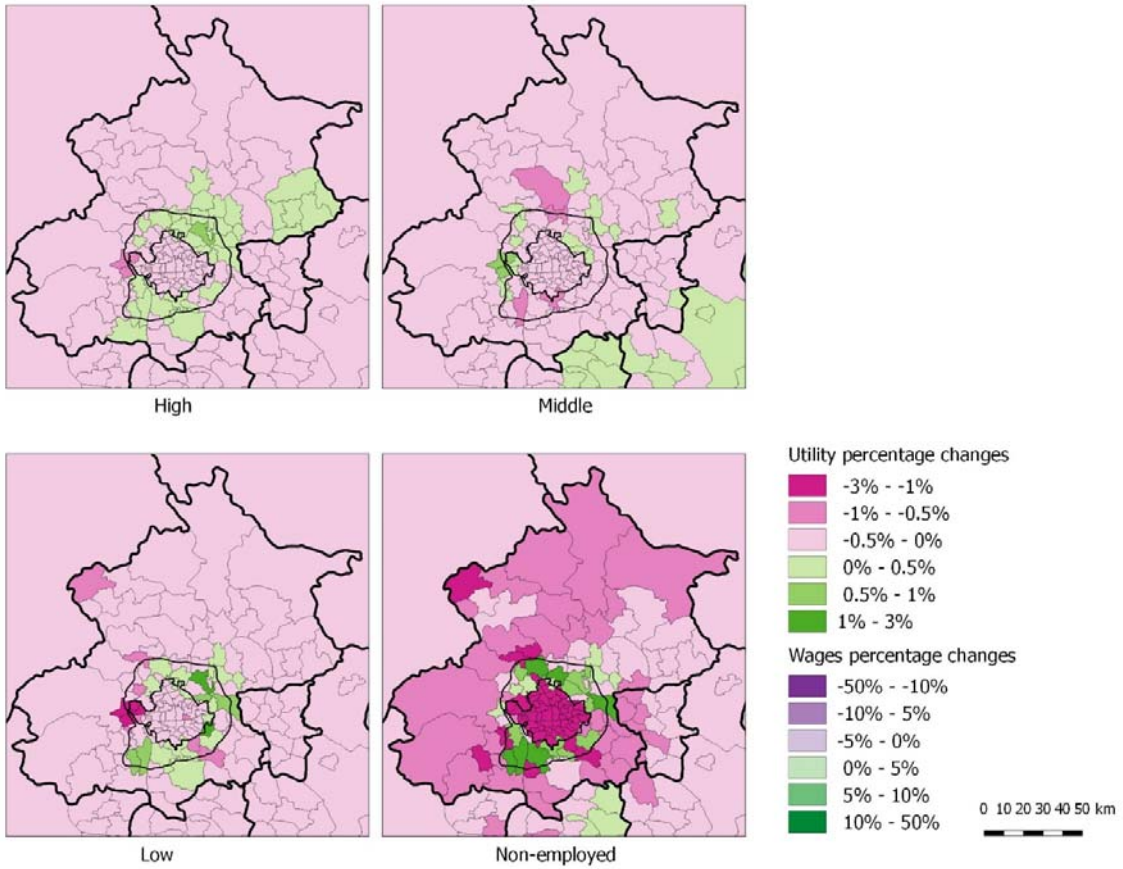 High
Middle
Low
Non-employed
Utility percentage changes
-3% - -1%
-1% - -0.5%
-0.5% - 0%
0% - 0.5%
0.5% - 1%
1% - 3%
Wages percentage changes
-50% - -10%
-10% - 5%
-5% - 0%
0% - 5%
5% - 10%
10% - 50%
0 10 20 30 40 50 km